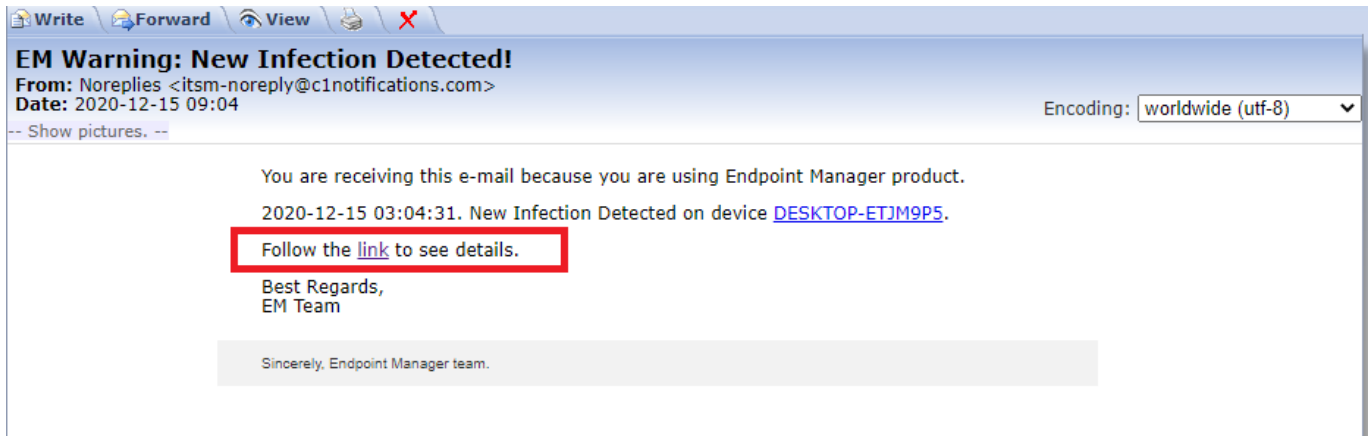 Write Forward View
EM Warning: New Infection Detected!
From: Noreplies <itsm-noreply@c1notifications.com>
Date: 2020-12-15 09:04
Encoding: worldwide (utf-8)
-- Show pictures. --
You are receiving this e-mail because you are using Endpoint Manager product.
2020-12-15 03:04:31. New Infection Detected on device DESKTOP-ETJM9P5.
Follow the link to see details.
Best Regards,
EM Team
Sincerely, Endpoint Manager team.